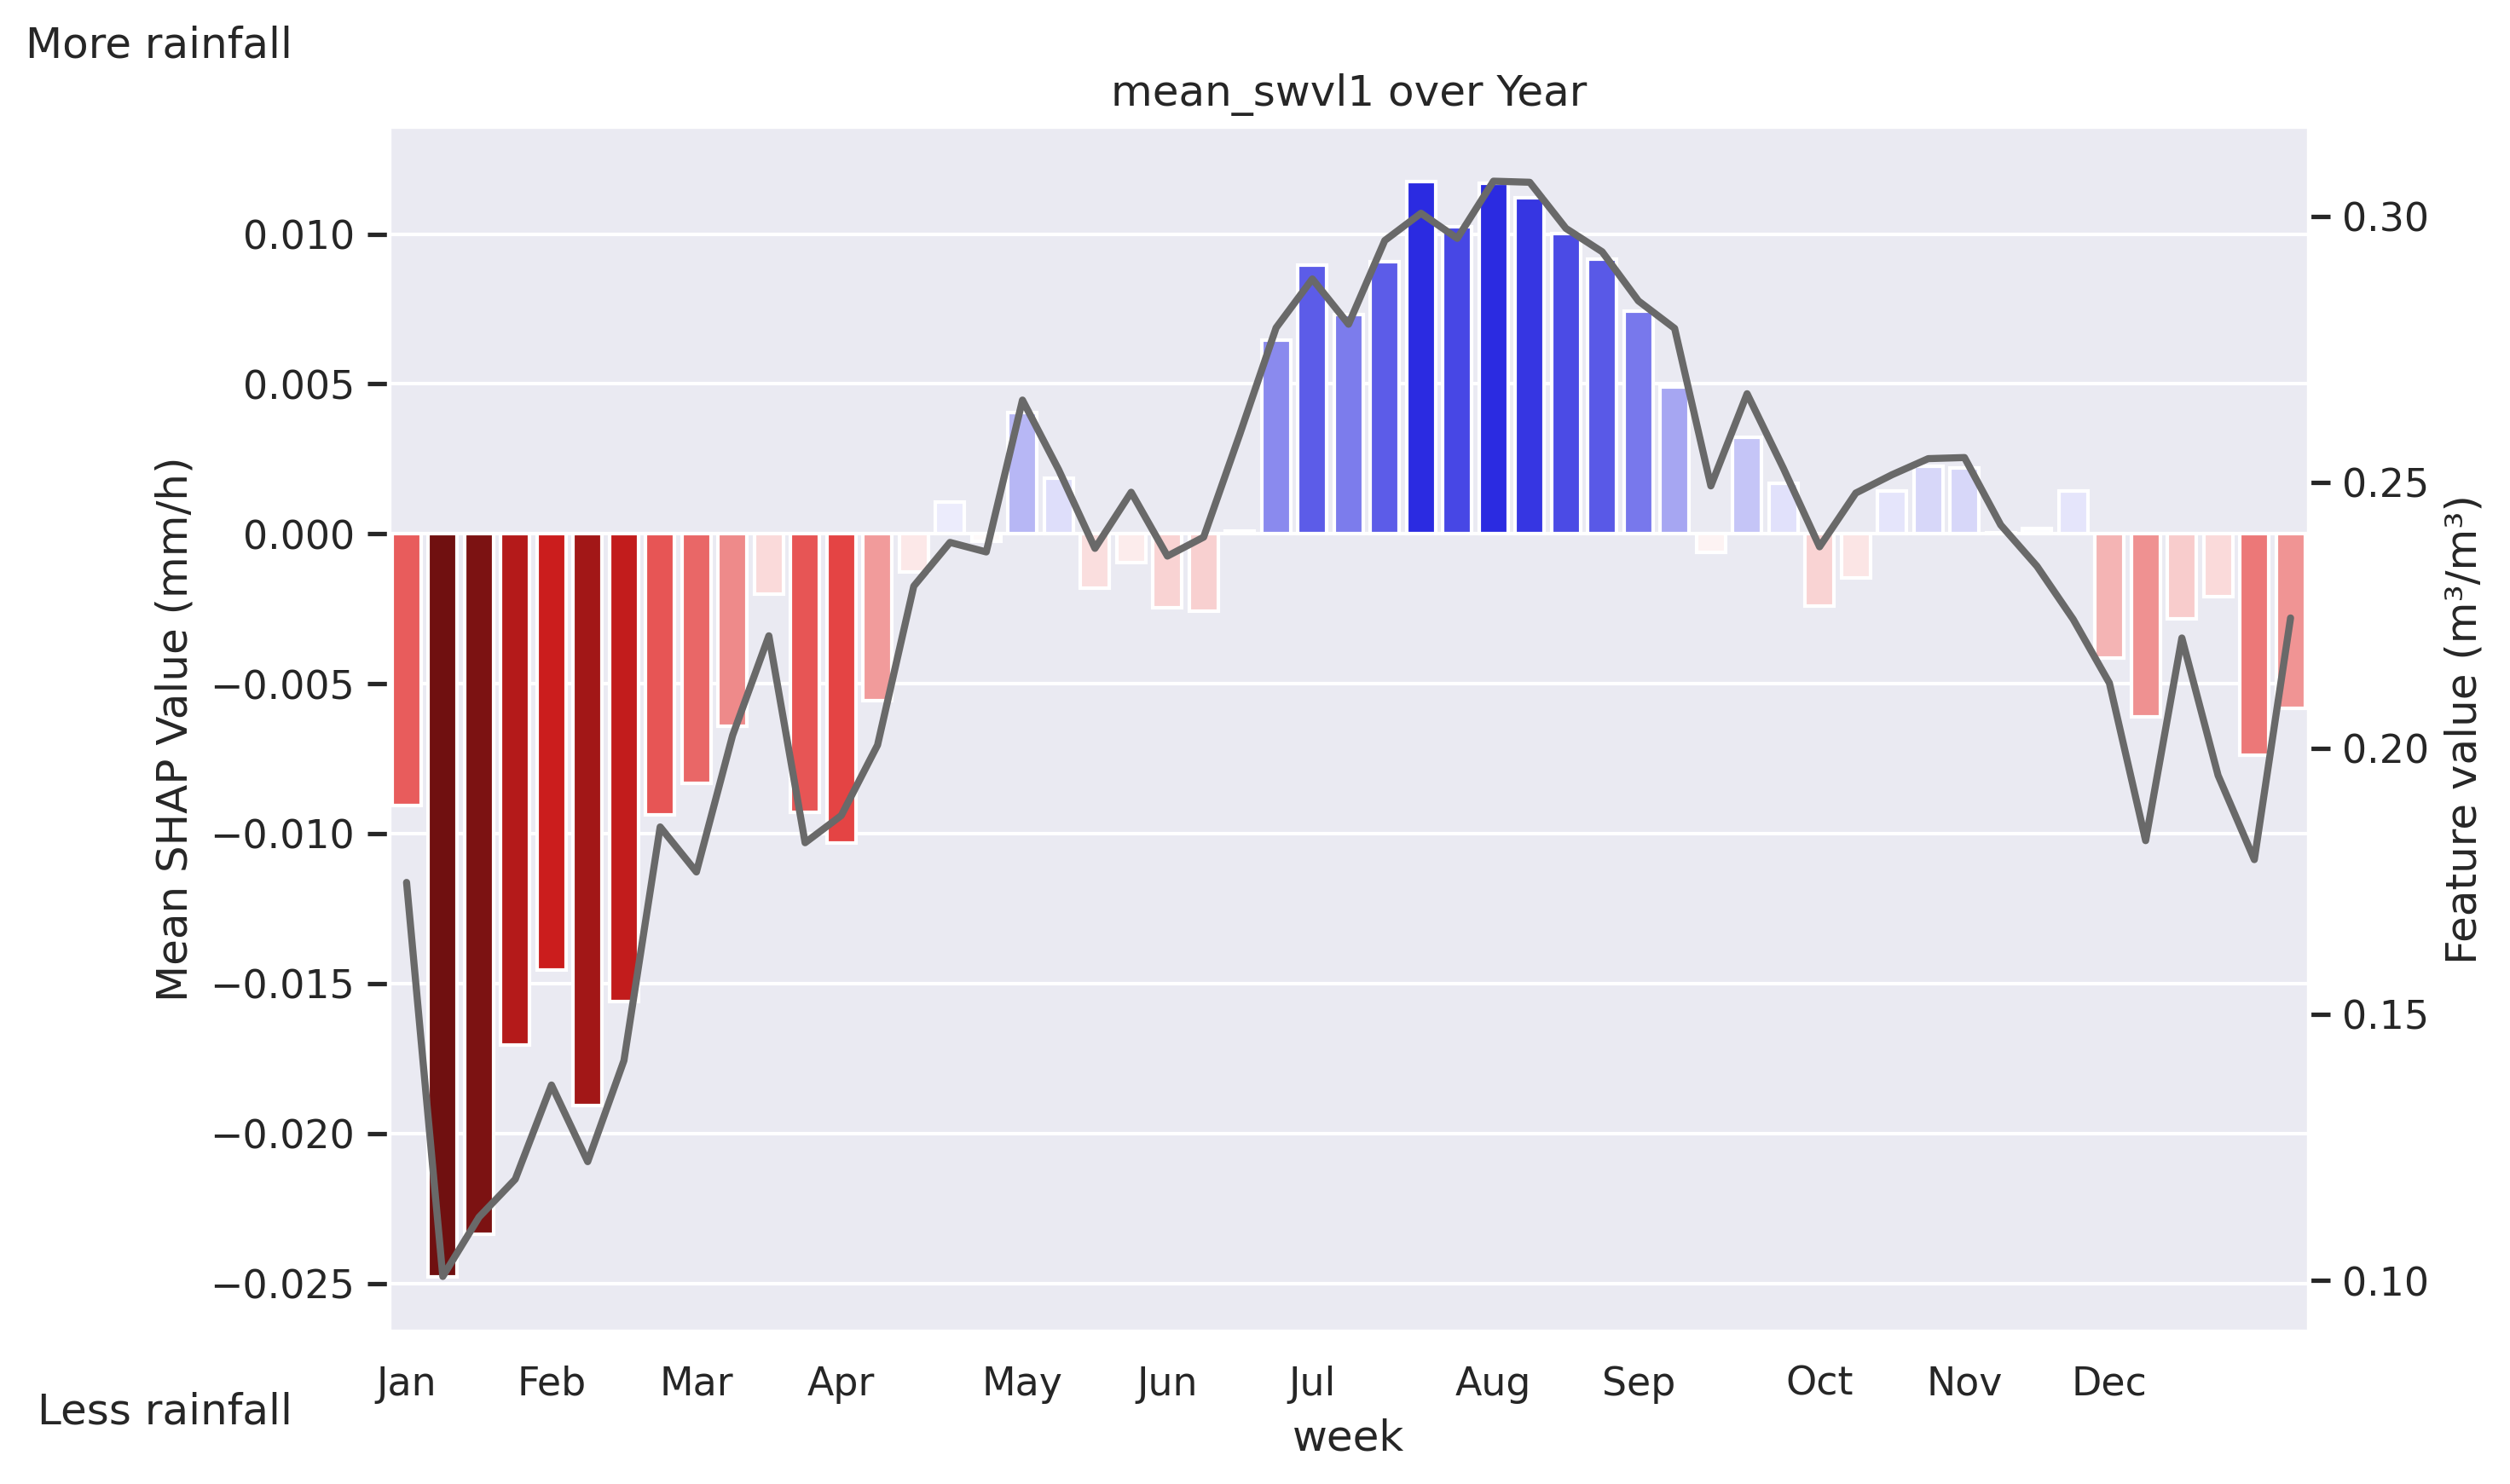 More rainfall
mean_swvl1 over Year
0.010
0.005
0.000
−0.005
−0.010
−0.015
−0.020
−0.025
Mean SHAP Value (mm/h)
0.30
0.25
0.20
0.15
0.10
Feature value (m³/m³)
Jan Feb Mar Apr May Jun Jul Aug Sep Oct Nov Dec
Less rainfall
week